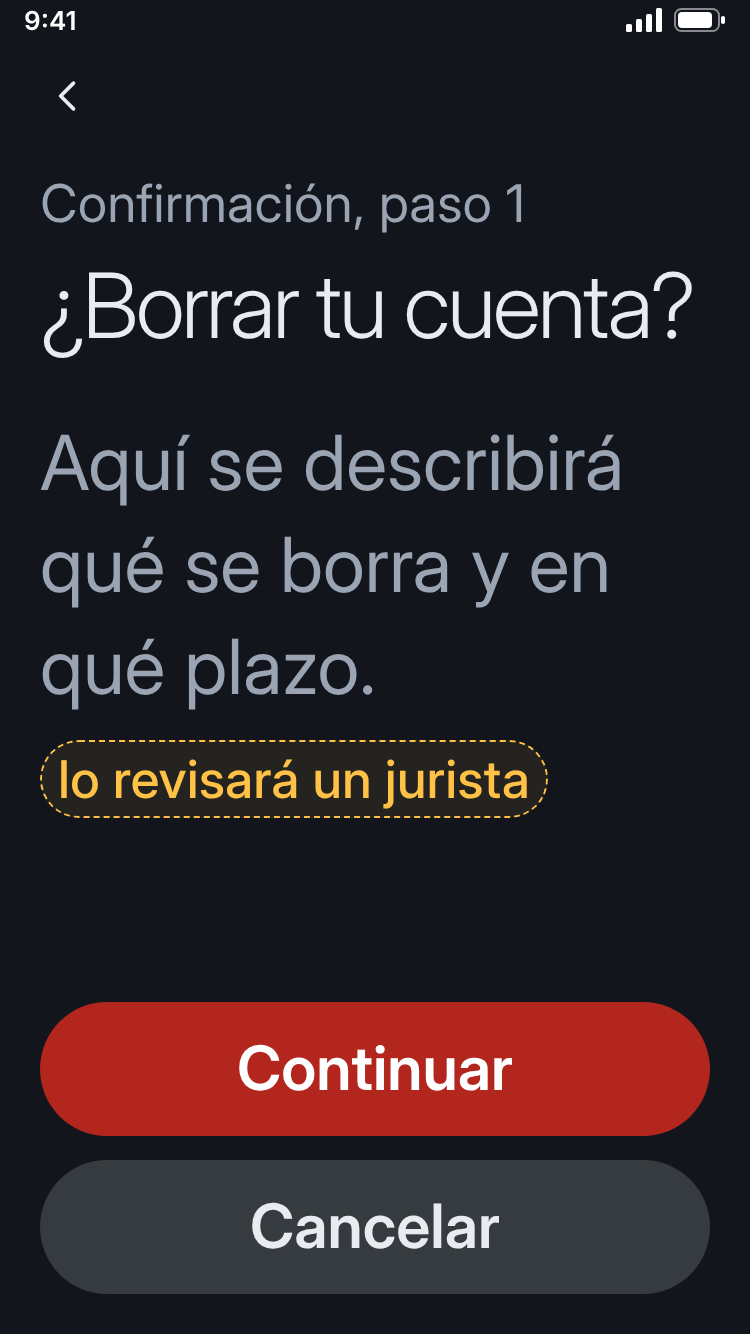 9:41
Confirmación, paso 1
¿Borrar tu cuenta?
Aquí se describirá
qué se borra y en
qué plazo.
lo revisará un jurista
Continuar
Cancelar